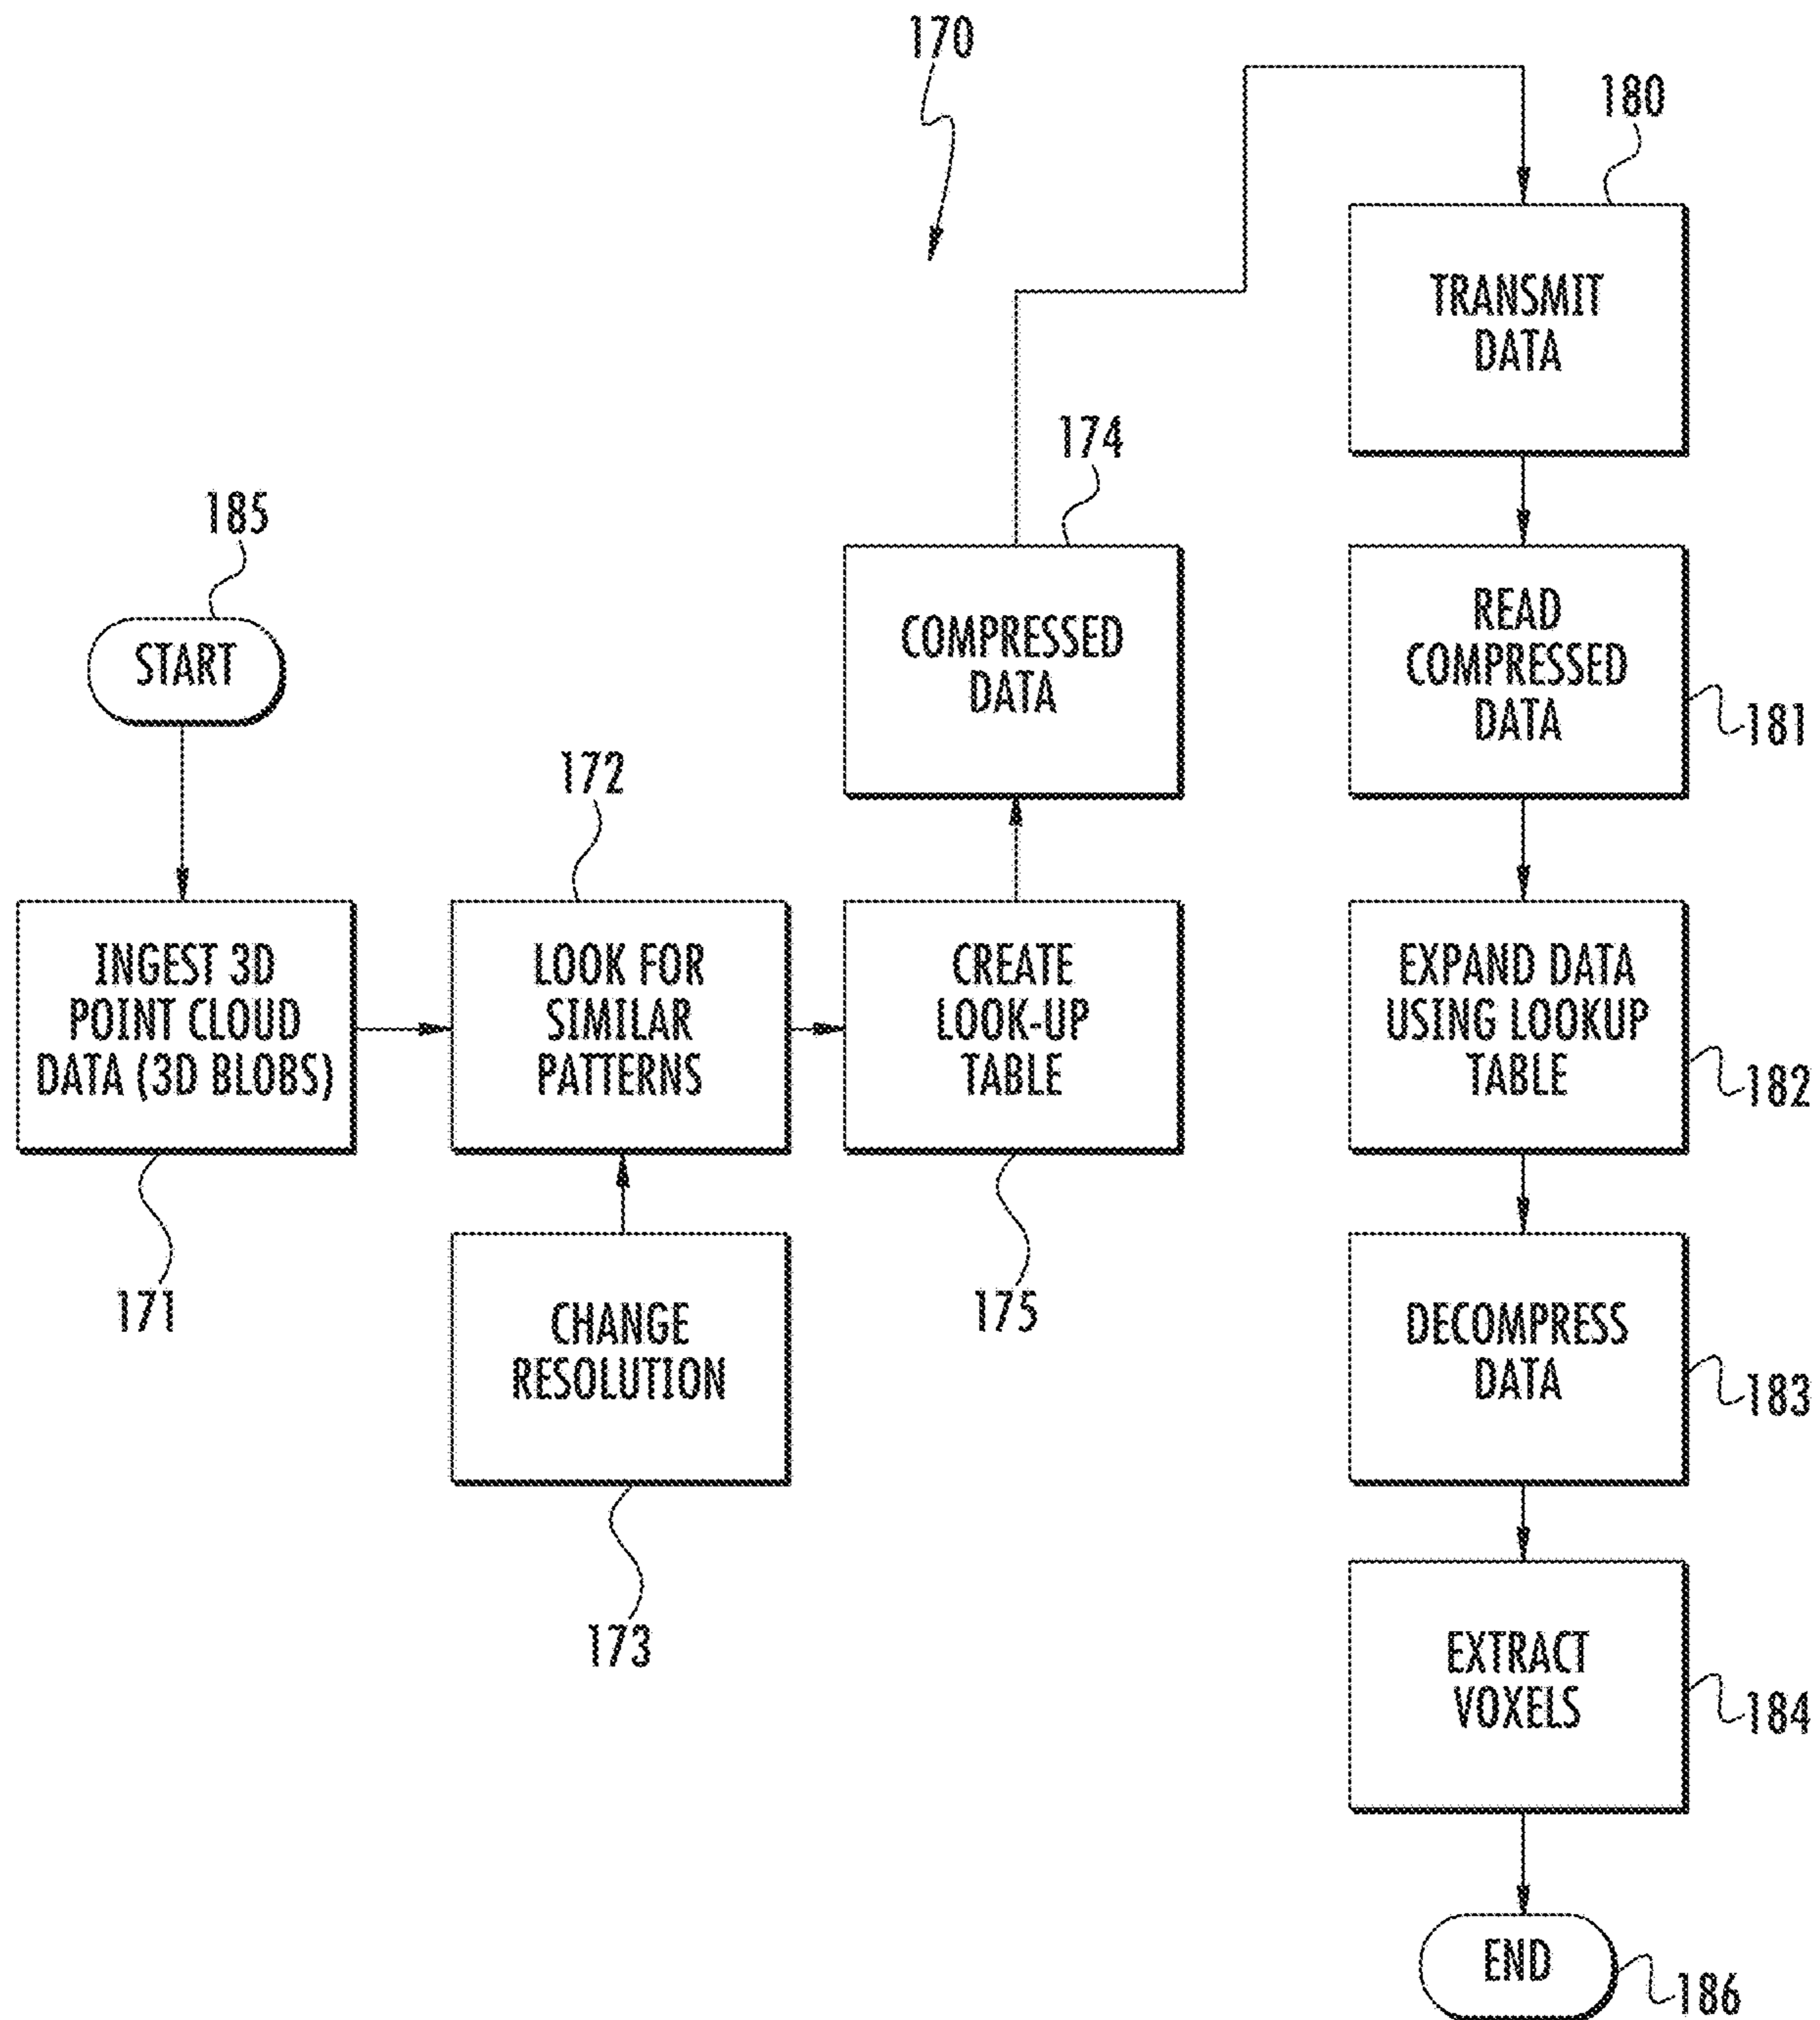 170
180
TRANSMIT
DATA
174
185
COMPRESSED
DATA
READ
COMPRESSED
DATA
181
START
172
INGEST 3D
POINT CLOUD
DATA (3D BLOBS)
LOOK FOR
SIMILAR
PATTERNS
CREATE
LOOK-UP
TABLE
EXPAND DATA
USING LOOKUP
TABLE
182
171
CHANGE
RESOLUTION
175
DECOMPRESS
DATA
183
173
EXTRACT
VOXELS
184
END
186